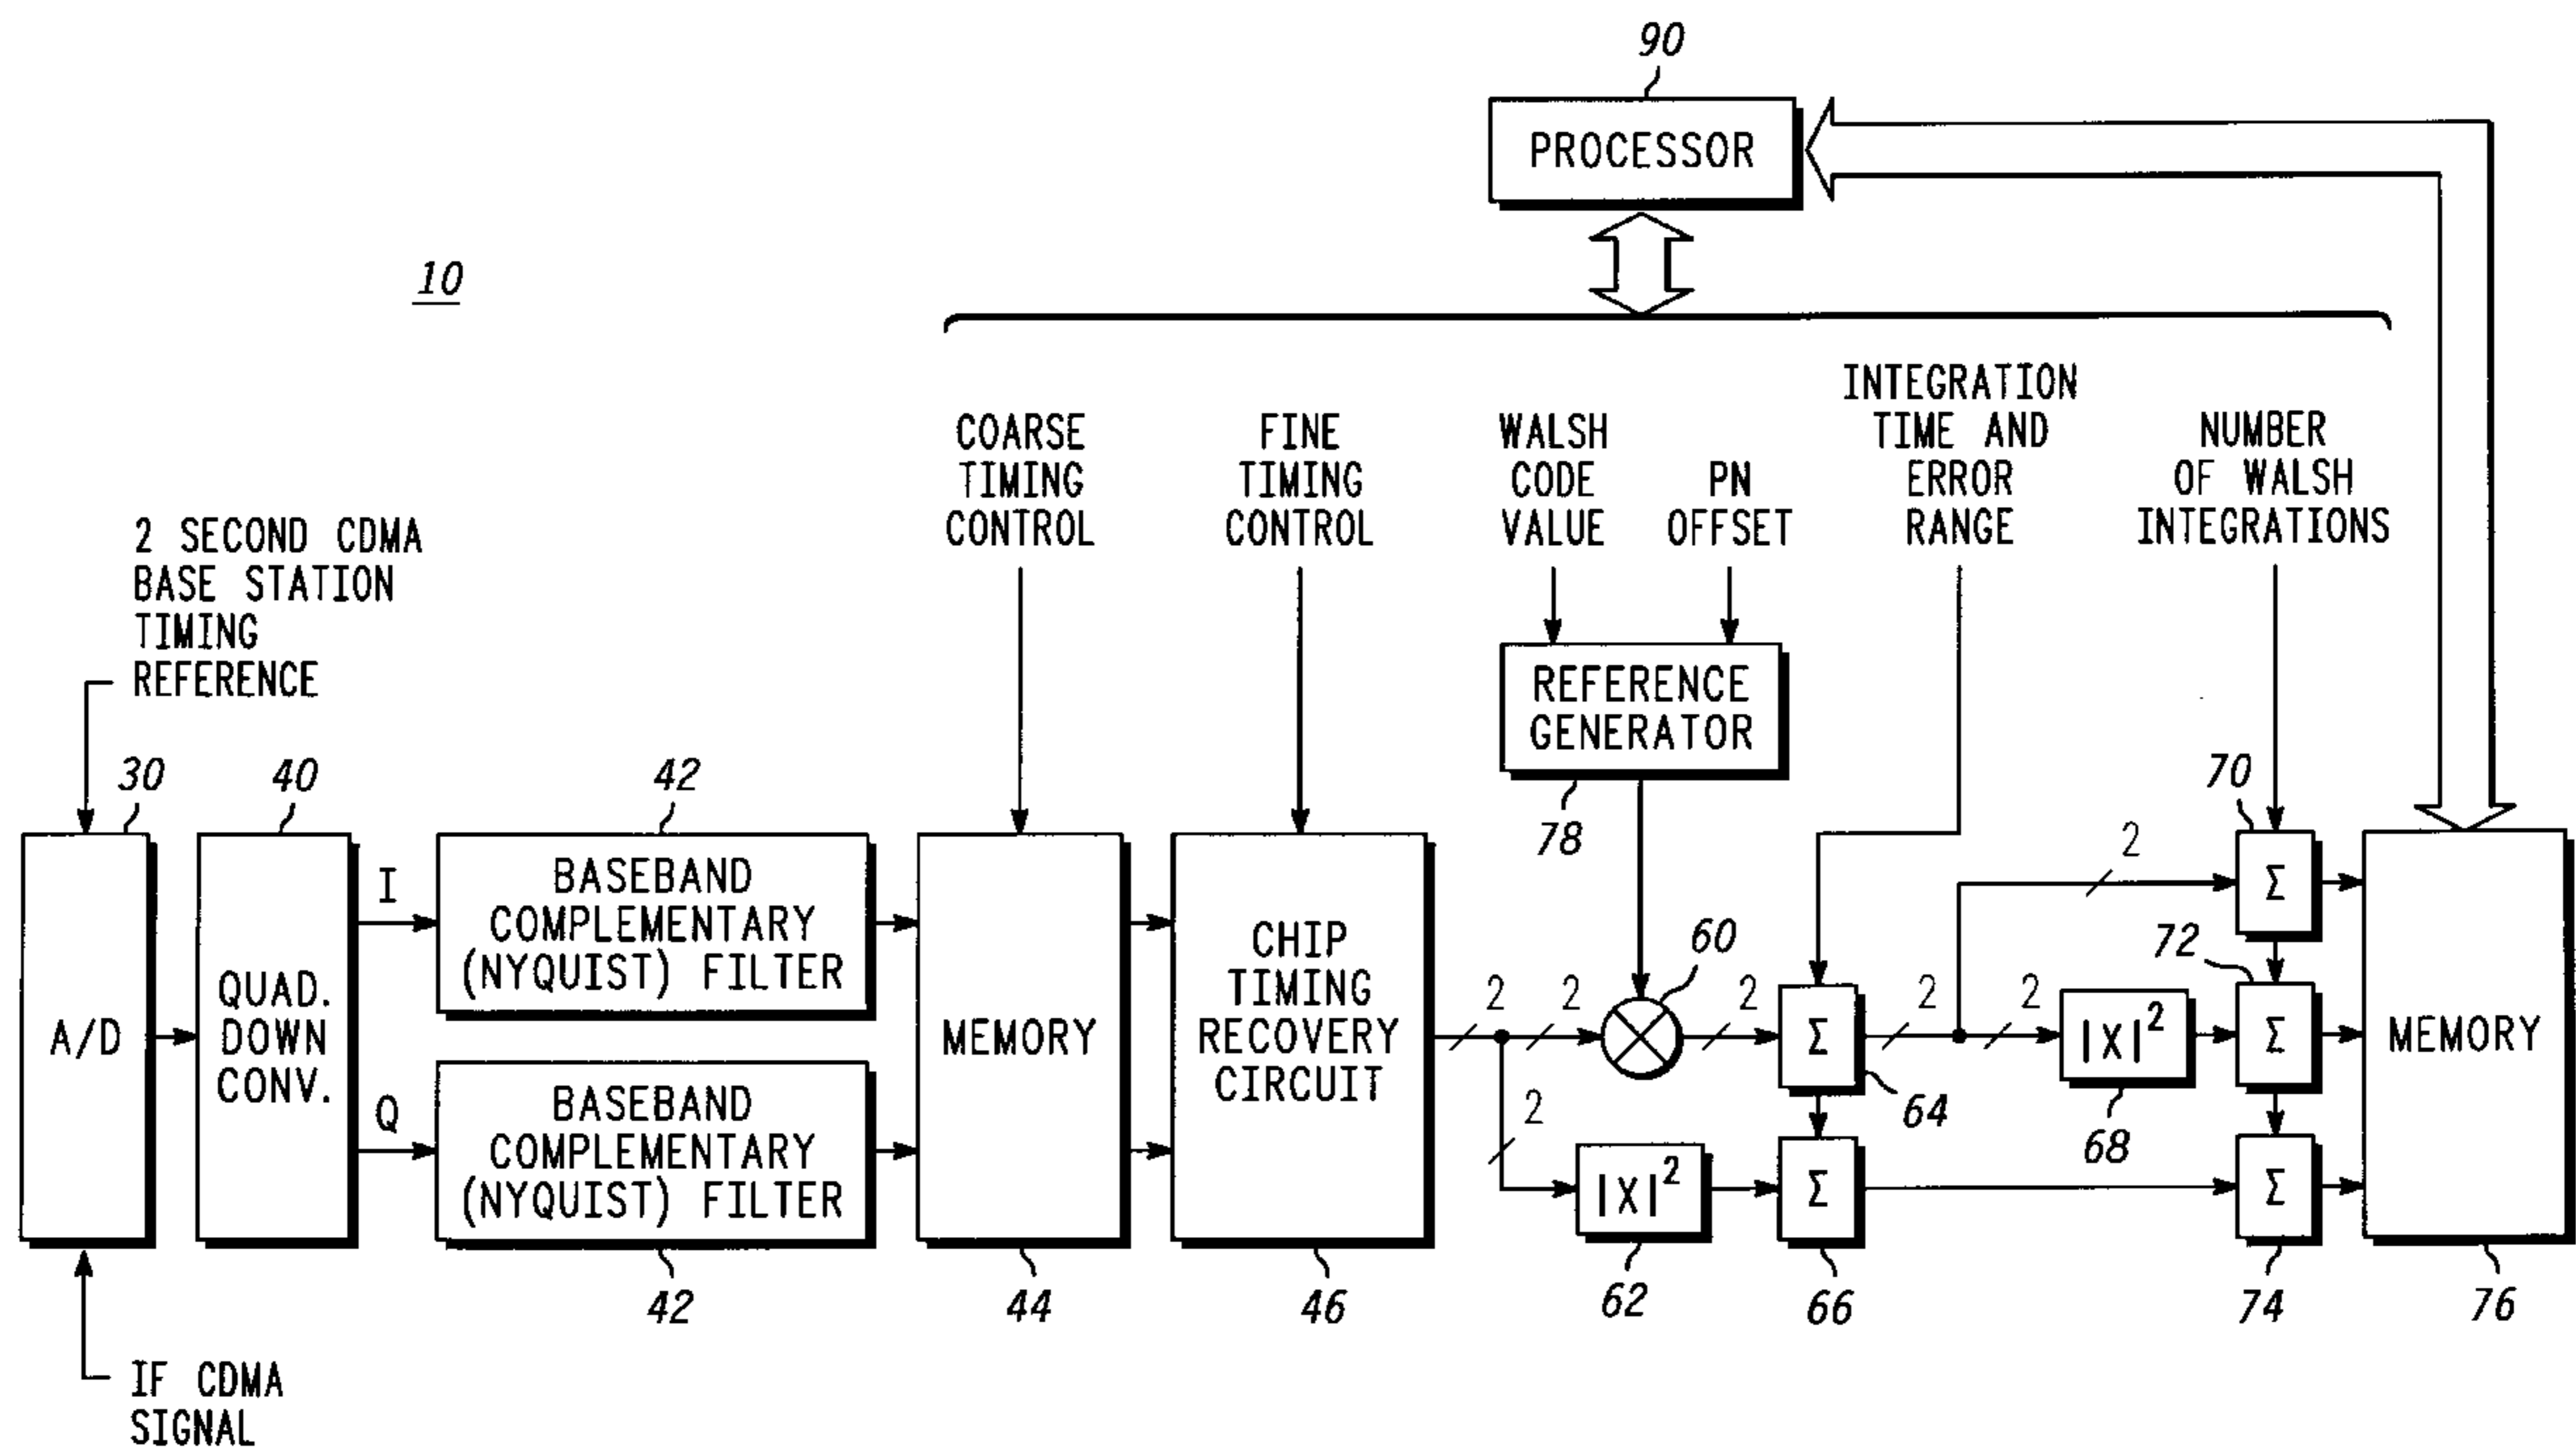 90
PROCESSOR
10
COARSE
TIMING
CONTROL
FINE
TIMING
CONTROL
WALSH
CODE
VALUE
PN
OFFSET
INTEGRATION
TIME AND
ERROR
RANGE
NUMBER
OF WALSH
INTEGRATIONS
2 SECOND CDMA
BASE STATION
TIMING
REFERENCE
REFERENCE
GENERATOR
78
30
A/D
IF CDMA
SIGNAL
40
QUAD.
DOWN
CONV.
I
Q
42
BASEBAND
COMPLEMENTARY
(NYQUIST) FILTER
BASEBAND
COMPLEMENTARY
(NYQUIST) FILTER
42
MEMORY
44
CHIP
TIMING
RECOVERY
CIRCUIT
46
2
2
2
60
2
|X|²
62
Σ
64
Σ
66
2
2
2
|X|²
68
70
Σ
72
Σ
Σ
74
MEMORY
76